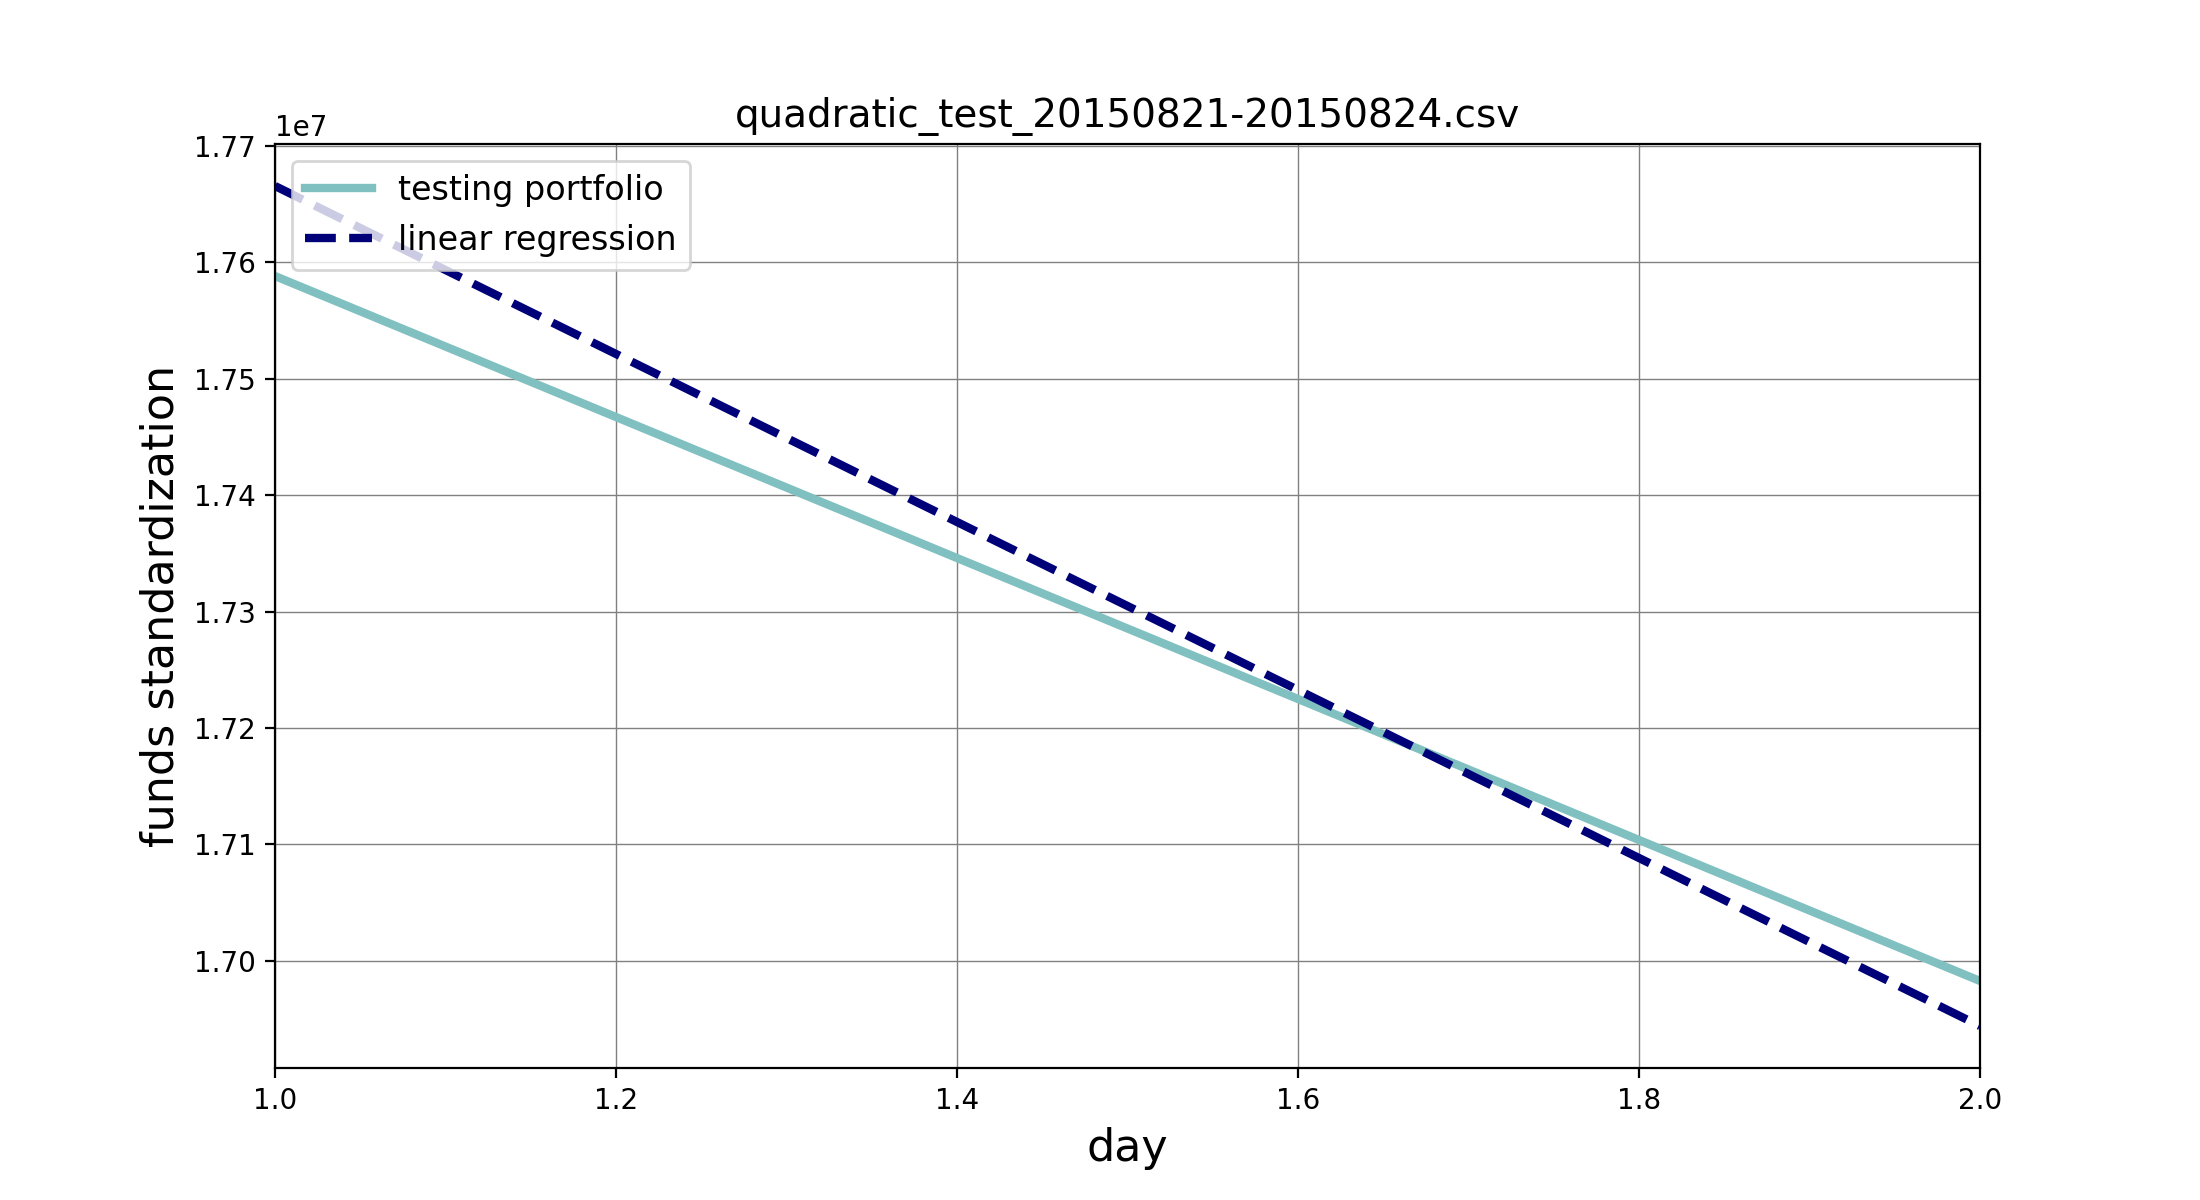 quadratic_test_20150821-20150824.csv
1e7
1.77
1.76
1.75
1.74
1.73
1.72
1.71
1.70
funds standardization
testing portfolio
linear regression
1.0 1.2 1.4 1.6 1.8 2.0
day